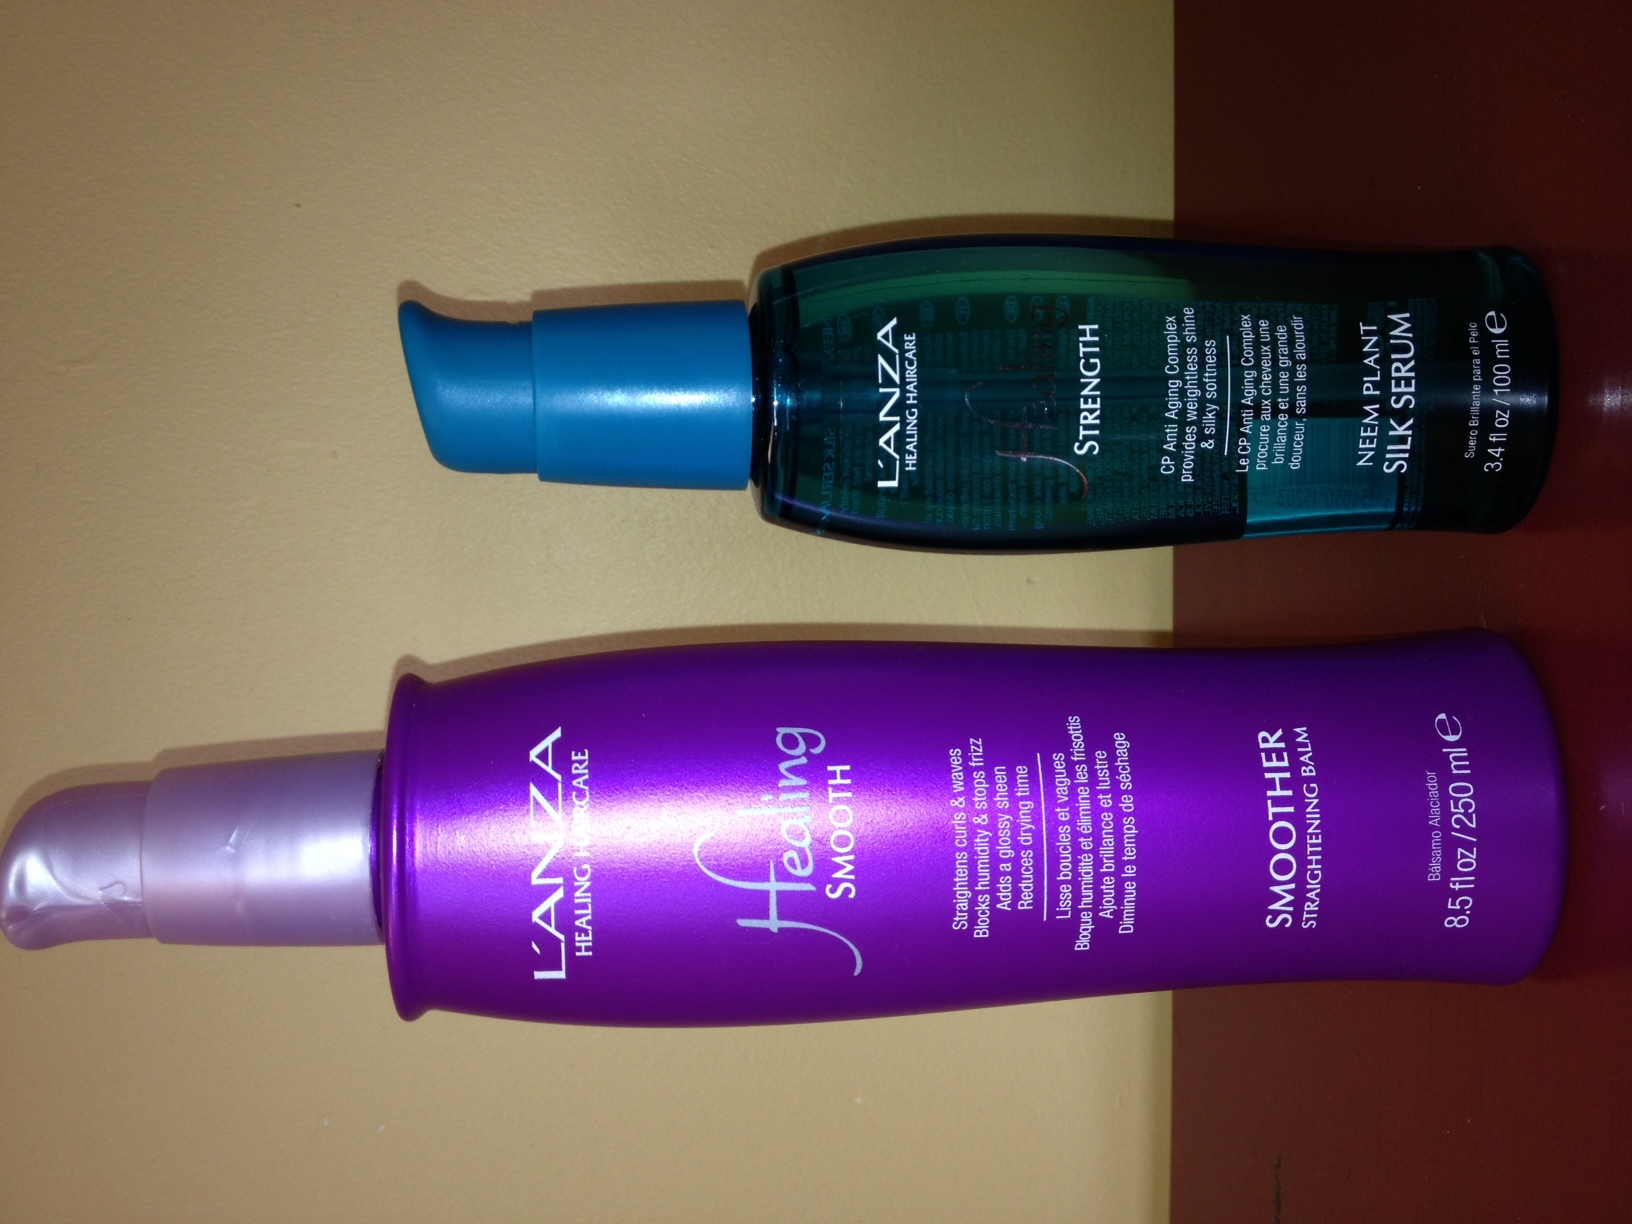 L'ANZA
HEALING HAIRCARE
Healing
SMOOTH
Straightens curls & waves
Blocks humidity & stops frizz
Adds a glossy sheen
Reduces drying time
Lisse boucles et vagues
Bloque humidité et élimine les frisottis
Ajoute brillance et lustre
Diminue le temps de séchage
SMOOTHER
STRAIGHTENING BALM
Bálsamo Alaciador
8.5 fl oz / 250 ml ℮
L'ANZA
HEALING HAIRCARE
Healing
STRENGTH
CP Anti Aging Complex
provides weightless shine
& silky softness
Le CP Anti Aging Complex
procure aux cheveux une
brillance et une grande
douceur, sans les alourdir
NEEM PLANT
SILK SERUM
Suero Brillante para el Pelo
3.4 fl oz / 100 ml ℮